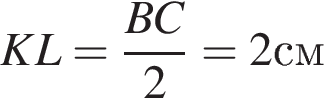 KL = BC/2 = 2см